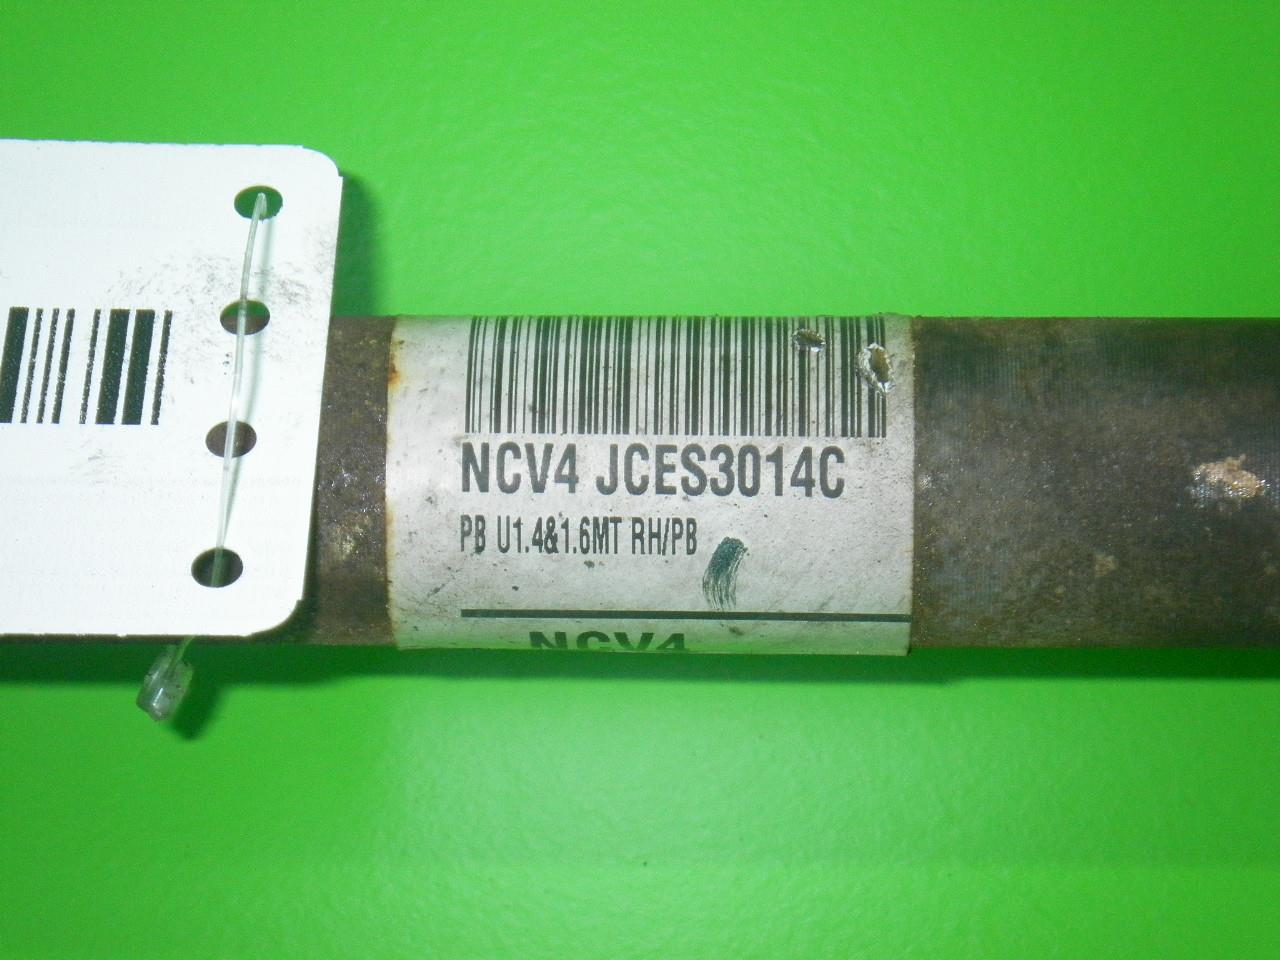 NCV4 JCES3014C
PB U1.4&1.6MT RH/PB
NCV4